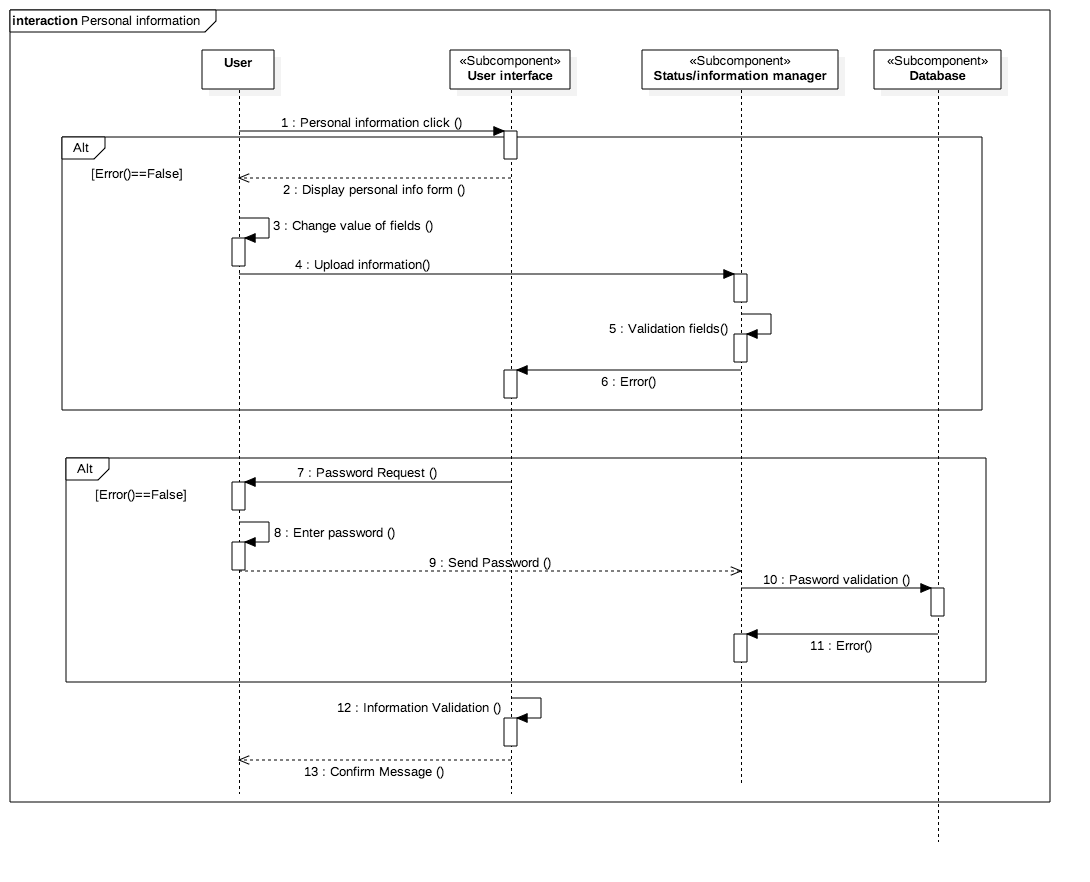 interaction Personal information
User
«Subcomponent»
User interface
«Subcomponent»
Status/information manager
«Subcomponent»
Database
1 : Personal information click ()
Alt
[Error()==False]
2 : Display personal info form ()
3 : Change value of fields ()
4 : Upload information()
5 : Validation fields()
6 : Error()
Alt
7 : Password Request ()
[Error()==False]
8 : Enter password ()
9 : Send Password ()
10 : Pasword validation ()
11 : Error()
12 : Information Validation ()
13 : Confirm Message ()